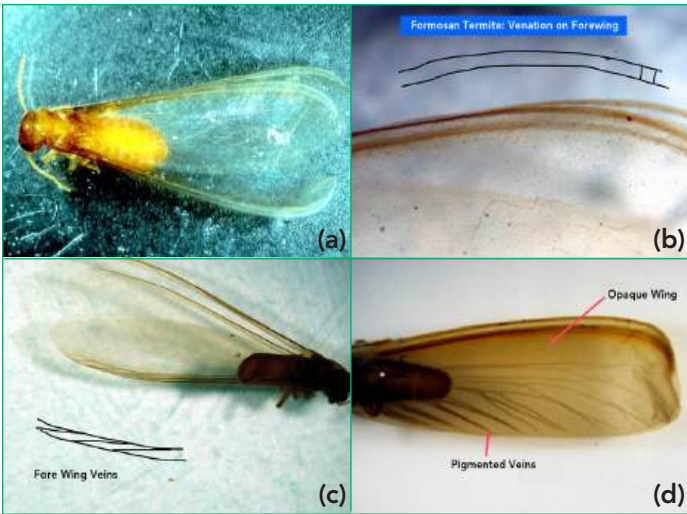 Formosan Termite: Venation on Forewing
(a)
(b)
Opaque Wing
Fore Wing Veins
(c)
Pigmented Veins
(d)